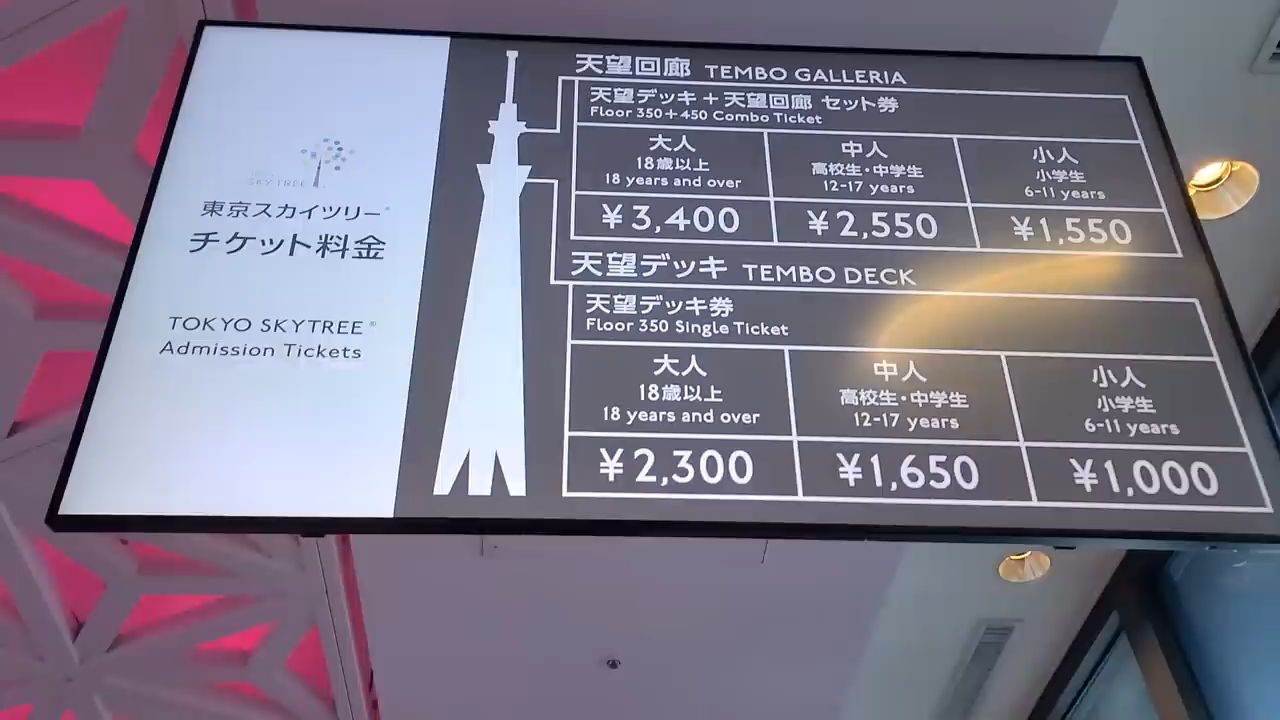 SKYTREE
東京スカイツリー®
チケット料金
TOKYO SKYTREE®
Admission Tickets
天望回廊 TEMBO GALLERIA
天望デッキ+天望回廊 セット券
Floor 350+450 Combo Ticket
大人
18歳以上
18 years and over
¥3,400
中人
高校生・中学生
12-17 years
¥2,550
小人
小学生
6-11 years
¥1,550
天望デッキ TEMBO DECK
天望デッキ券
Floor 350 Single Ticket
大人
18歳以上
18 years and over
¥2,300
中人
高校生・中学生
12-17 years
¥1,650
小人
小学生
6-11 years
¥1,000